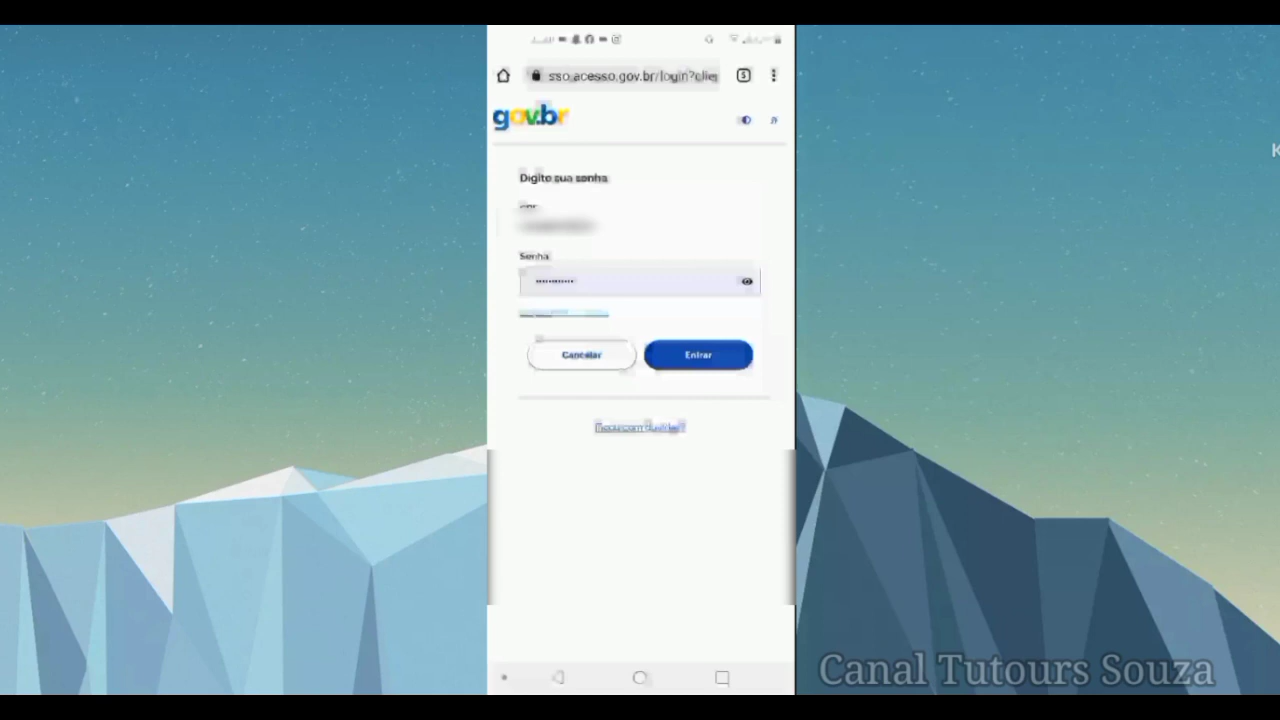 sso.acesso.gov.br/login?clie
gov.br
Digite sua senha
Senha
Cancelar
Entrar
K
Canal Tutours Souza